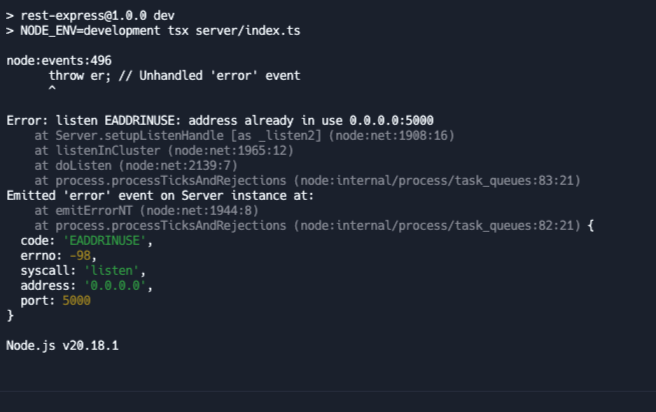 > rest-express@1.0.0 dev
> NODE_ENV=development tsx server/index.ts
node:events:496
throw er; // Unhandled 'error' event
^
Error: listen EADDRINUSE: address already in use 0.0.0.0:5000
at Server.setupListenHandle [as _listen2] (node:net:1908:16)
at listenInCluster (node:net:1965:12)
at doListen (node:net:2139:7)
at process.processTicksAndRejections (node:internal/process/task_queues:83:21)
Emitted 'error' event on Server instance at:
at emitErrorNT (node:net:1944:8)
at process.processTicksAndRejections (node:internal/process/task_queues:82:21) {
code: 'EADDRINUSE',
errno: -98,
syscall: 'listen',
address: '0.0.0.0',
port: 5000
}
Node.js v20.18.1